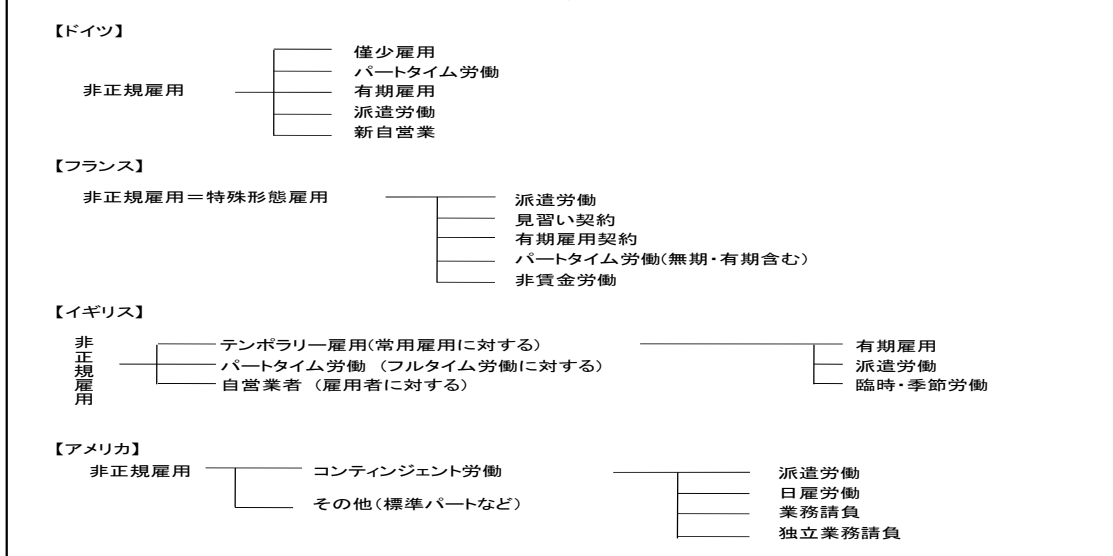 【ドイツ】
僅少雇用
パートタイム労働
非正規雇用
有期雇用
派遣労働
新自営業
【フランス】
非正規雇用＝特殊形態雇用
派遣労働
見習い契約
有期雇用契約
パートタイム労働(無期・有期含む)
非賃金労働
【イギリス】
非正規雇用
テンポラリー雇用(常用雇用に対する)
パートタイム労働 (フルタイム労働に対する)
自営業者 (雇用者に対する)
有期雇用
派遣労働
臨時・季節労働
【アメリカ】
非正規雇用
コンティンジェント労働
その他(標準パートなど)
派遣労働
日雇労働
業務請負
独立業務請負